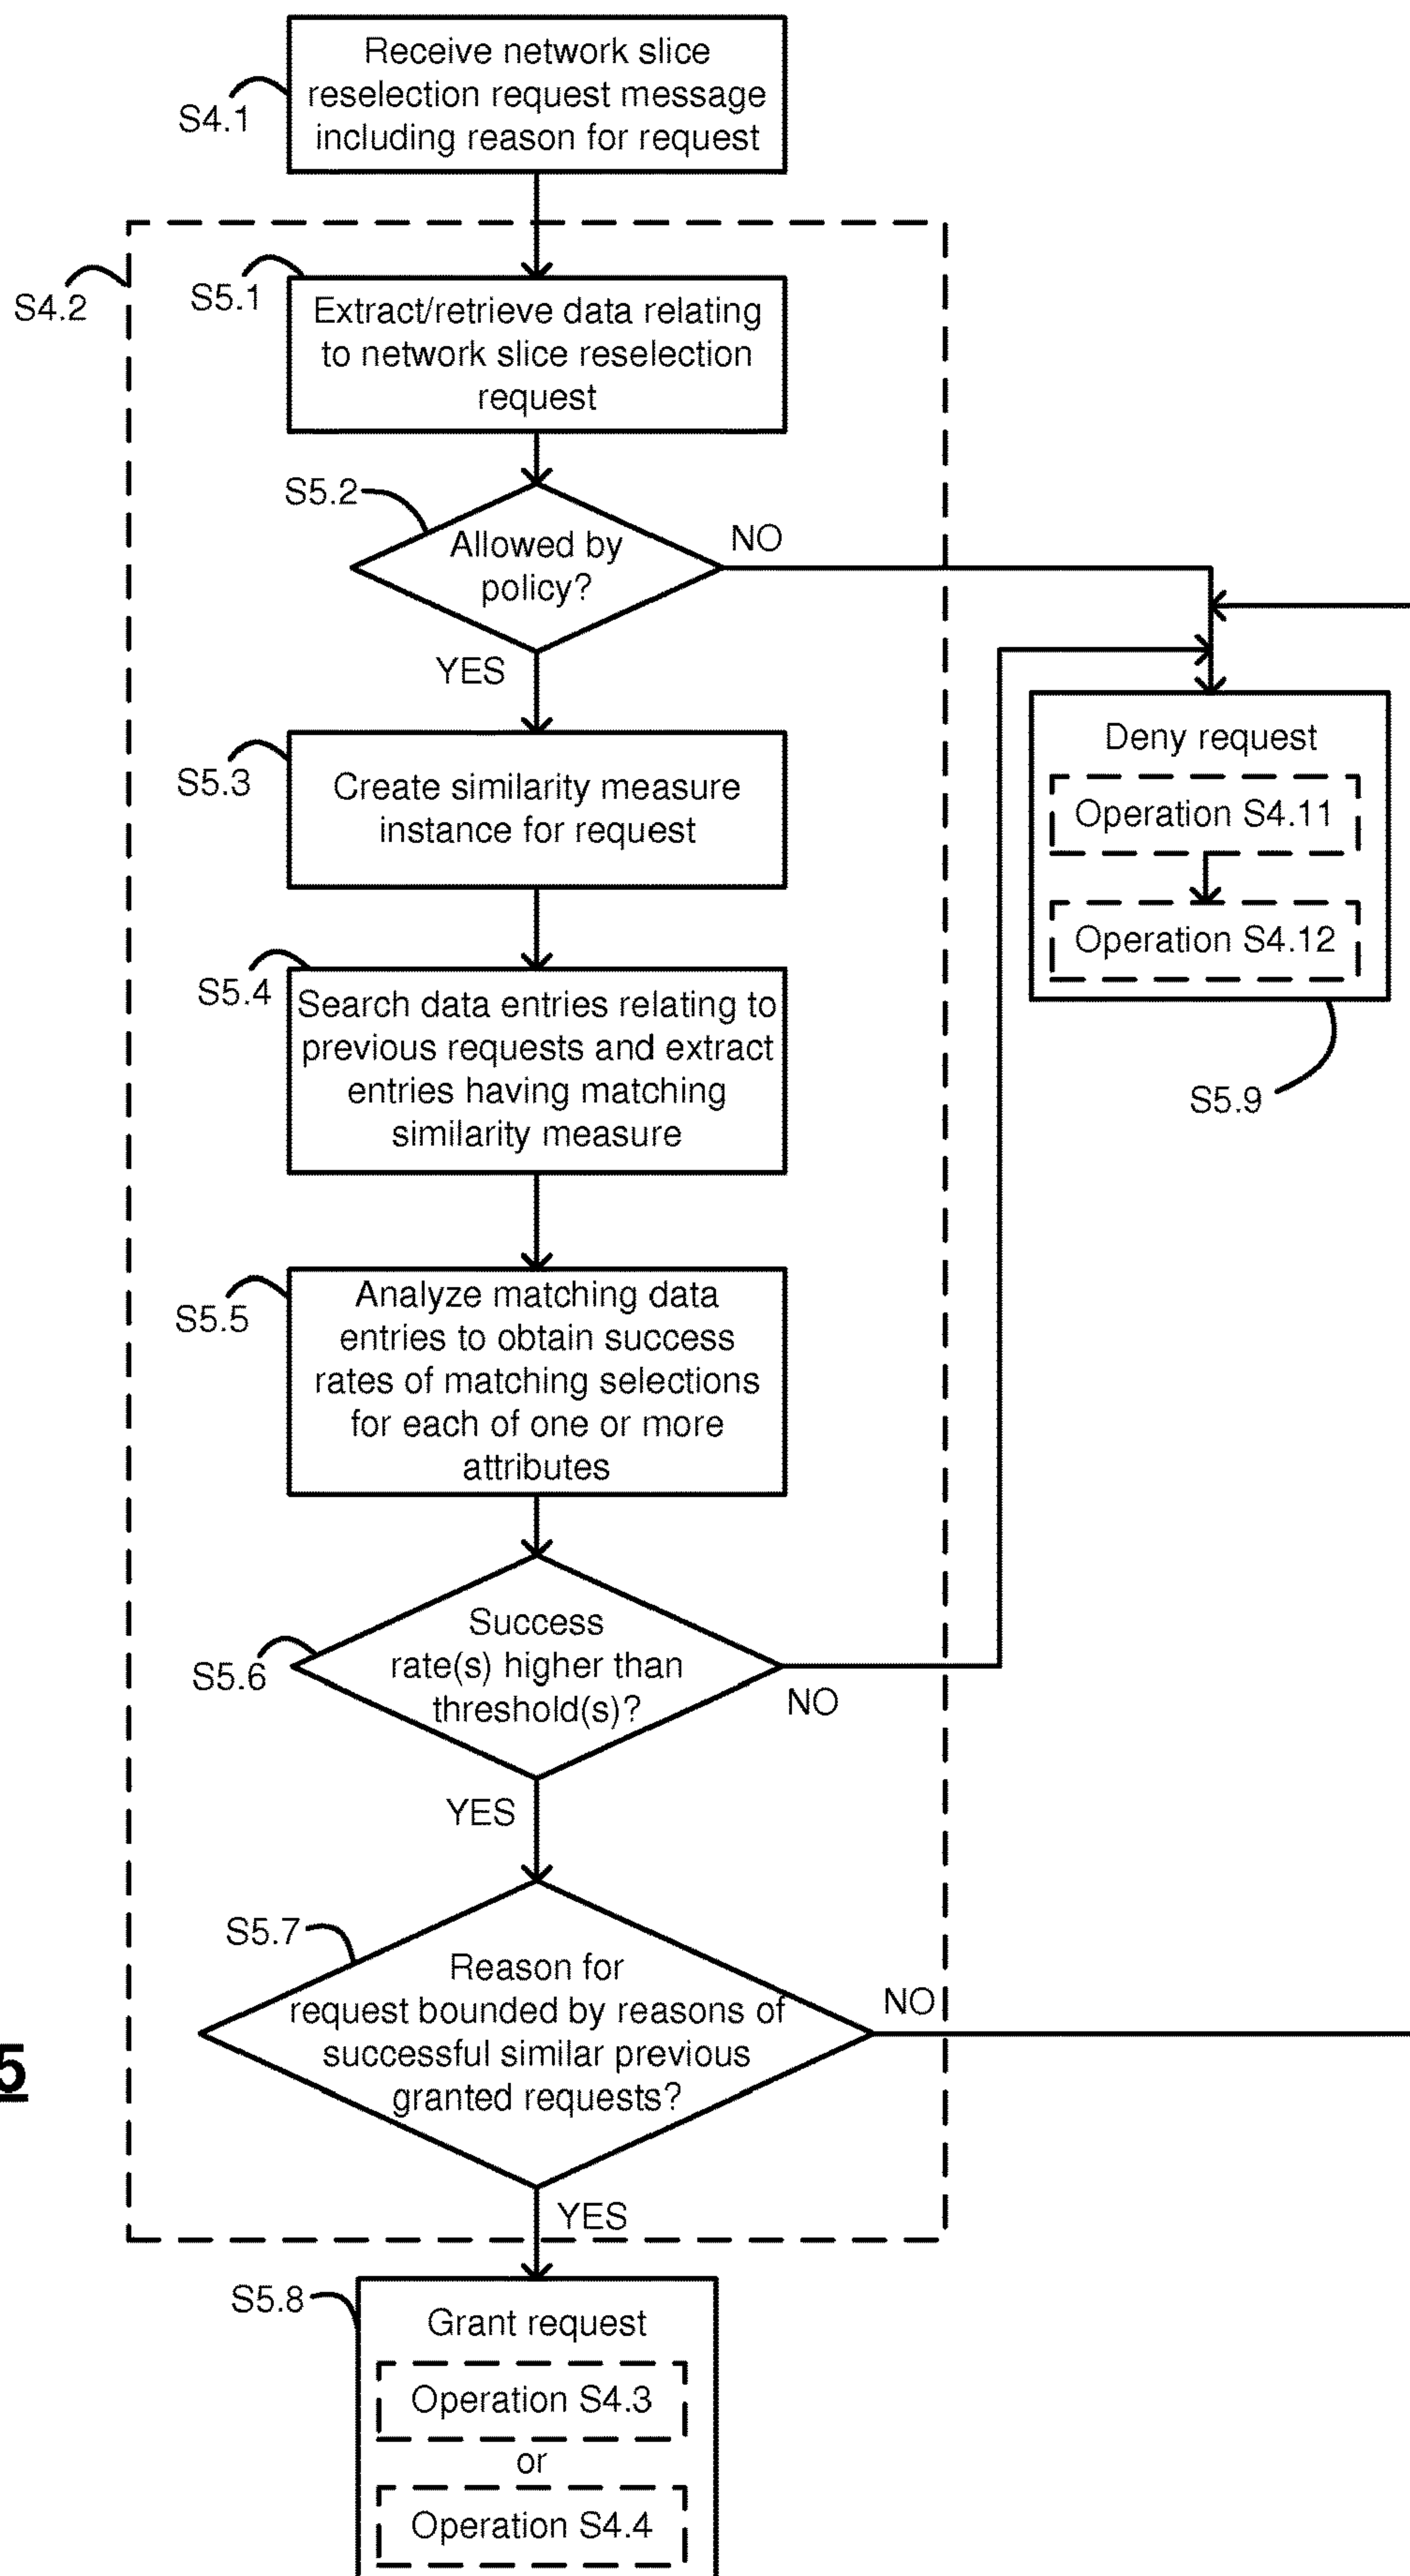 Receive network slice
reselection request message
including reason for request
S4.1
S4.2
S5.1
Extract/retrieve data relating
to network slice reselection
request
S5.2
Allowed by
policy?
NO
YES
S5.3
Create similarity measure
instance for request
Deny request
Operation S4.11
Operation S4.12
S5.9
S5.4
Search data entries relating to
previous requests and extract
entries having matching
similarity measure
S5.5
Analyze matching data
entries to obtain success
rates of matching selections
for each of one or more
attributes
S5.6
Success
rate(s) higher than
threshold(s)?
NO
YES
S5.7
Reason for
request bounded by reasons of
successful similar previous
granted requests?
NO
5
YES
S5.8
Grant request
Operation S4.3
or
Operation S4.4